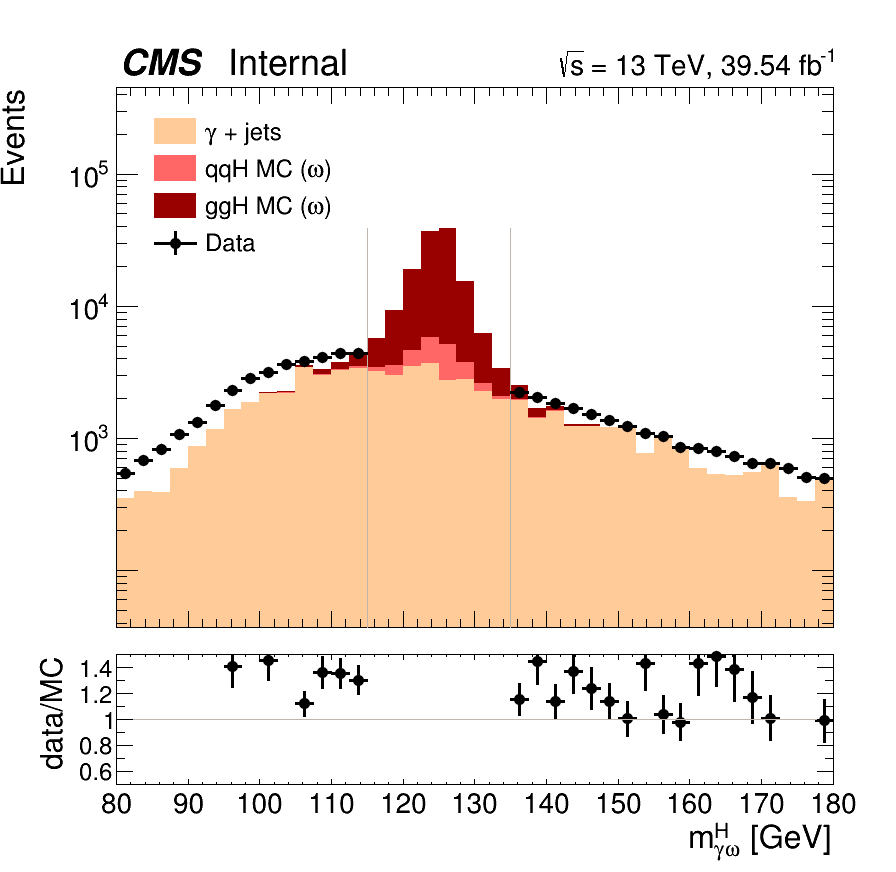 CMS Internal √s = 13 TeV, 39.54 fb⁻¹
Events
γ + jets
qqH MC (ω)
ggH MC (ω)
Data
10⁵
10⁴
10³
data/MC
1.4
1.2
1
0.8
0.6
80 90 100 110 120 130 140 150 160 170 180
m^H_γω [GeV]